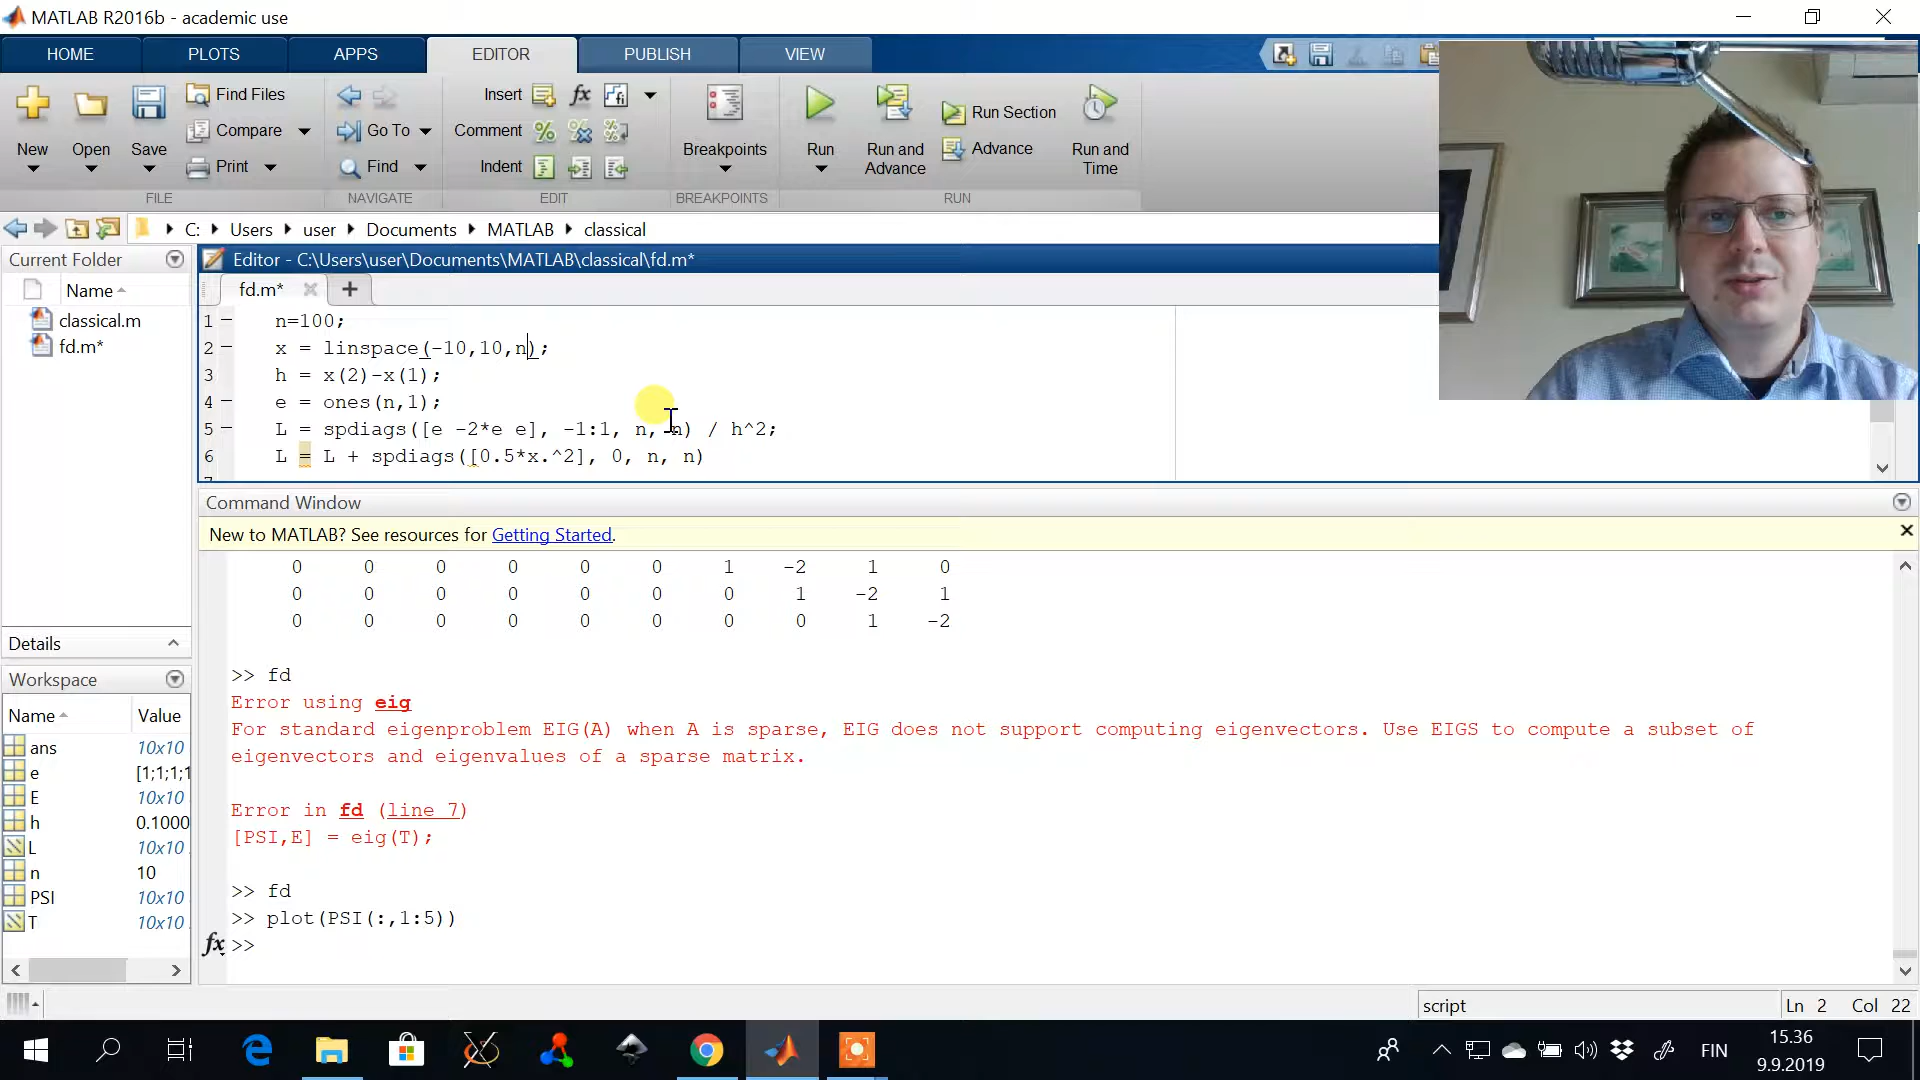 MATLAB R2016b - academic use
HOME PLOTS APPS EDITOR PUBLISH VIEW
New Open Save Find Files Compare Print
Go To Find
Insert fx Comment Indent
Breakpoints
Run Run and Advance Run Section Advance Run and Time
FILE NAVIGATE EDIT BREAKPOINTS RUN
C: Users user Documents MATLAB classical
Current Folder
Name
classical.m
fd.m*
Details
Workspace
Name Value
ans 10x10
e [1;1;1;1
E 10x10
h 0.1000
L 10x10
n 10
PSI 10x10
T 10x10
Editor - C:\Users\user\Documents\MATLAB\classical\fd.m*
fd.m*
1 n=100;
2 x = linspace(-10,10,n);
3 h = x(2)-x(1);
4 e = ones(n,1);
5 L = spdiags([e -2*e e], -1:1, n, n) / h^2;
6 L = L + spdiags([0.5*x.^2], 0, n, n)
Command Window
New to MATLAB? See resources for Getting Started.
0 0 0 0 0 0 1 -2 1 0
0 0 0 0 0 0 0 1 -2 1
0 0 0 0 0 0 0 0 1 -2
>> fd
Error using eig
For standard eigenproblem EIG(A) when A is sparse, EIG does not support computing eigenvectors. Use EIGS to compute a subset of
eigenvectors and eigenvalues of a sparse matrix.
Error in fd (line 7)
[PSI,E] = eig(T);
>> fd
>> plot(PSI(:,1:5))
fx >>
script Ln 2 Col 22
FIN
15.36
9.9.2019